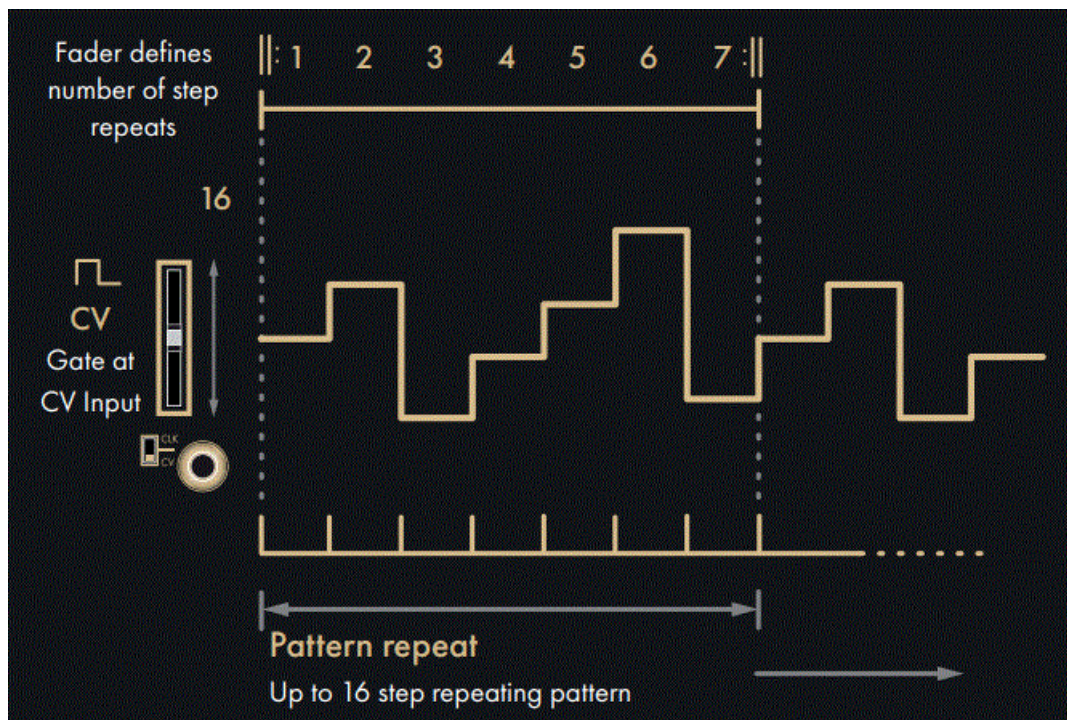 Fader defines
number of step
repeats
1 2 3 4 5 6 7
16
CV
Gate at
CV Input
CLK
CV
Pattern repeat
Up to 16 step repeating pattern